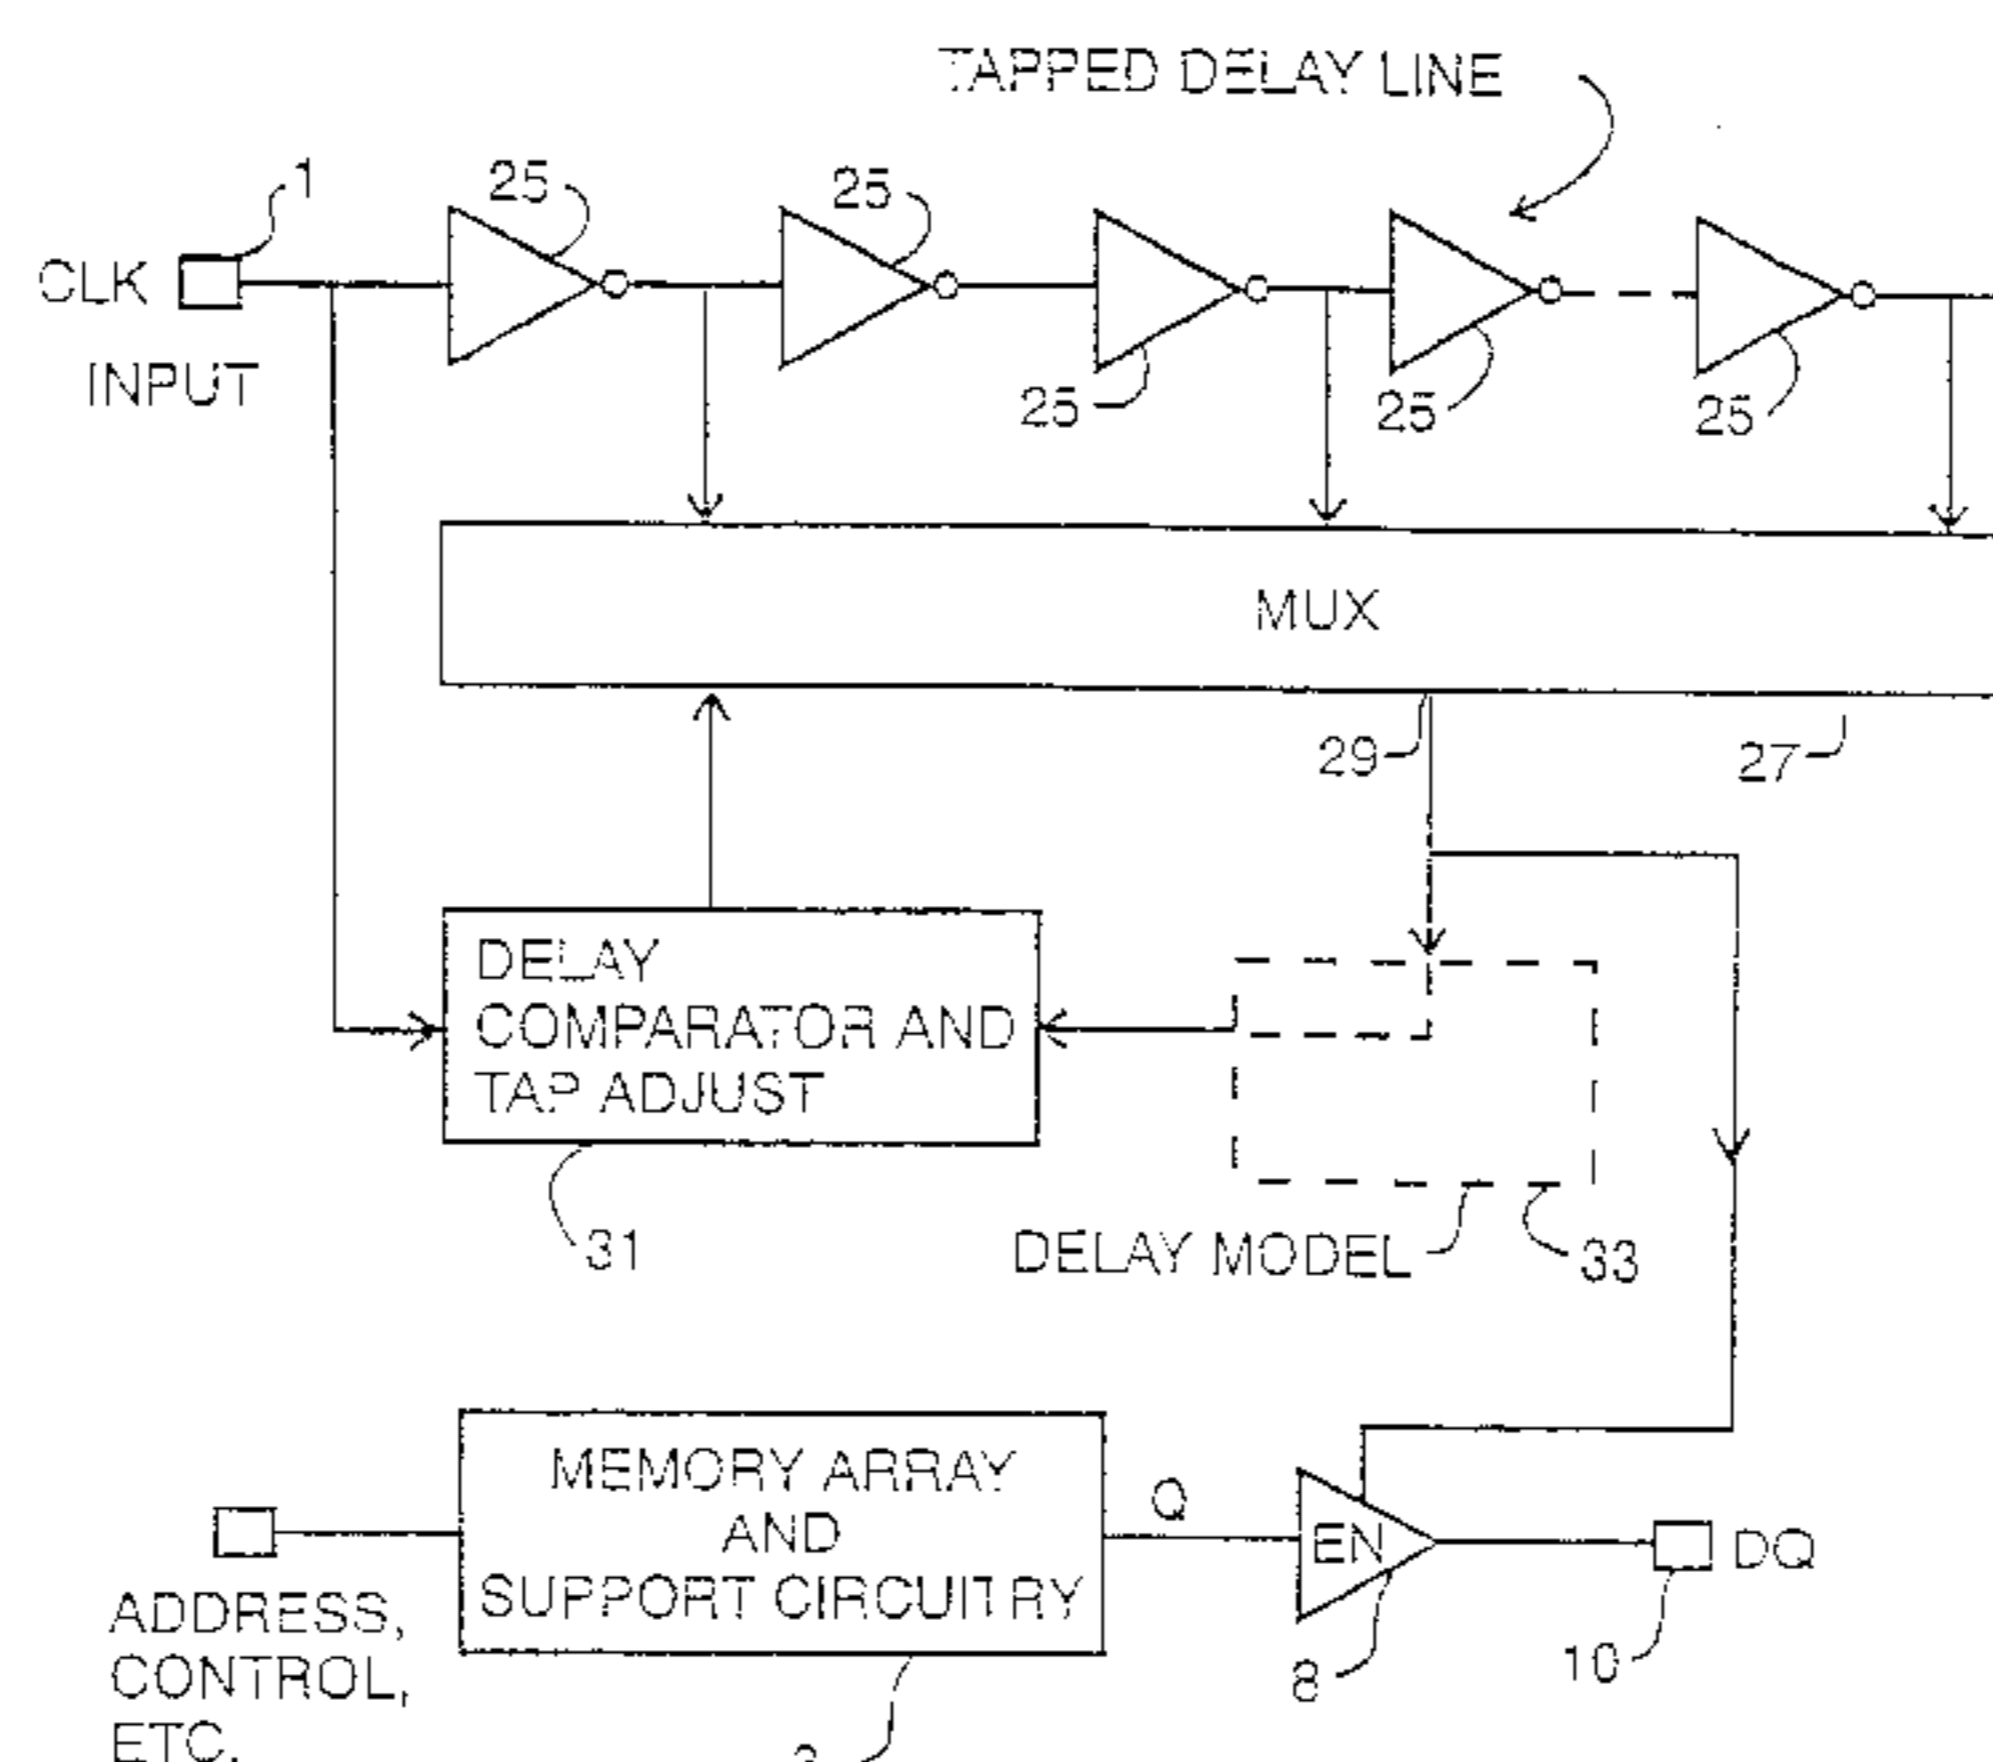 TAPPED DELAY LINE
1
25
25
CLK
INPUT
25
25
25
MUX
29
27
DELAY
COMPARATOR AND
TAP ADJUST
31
DELAY MODEL
33
MEMORY ARRAY
AND
SUPPORT CIRCUITRY
Q
EN
DQ
ADDRESS,
CONTROL,
ETC.
8
10